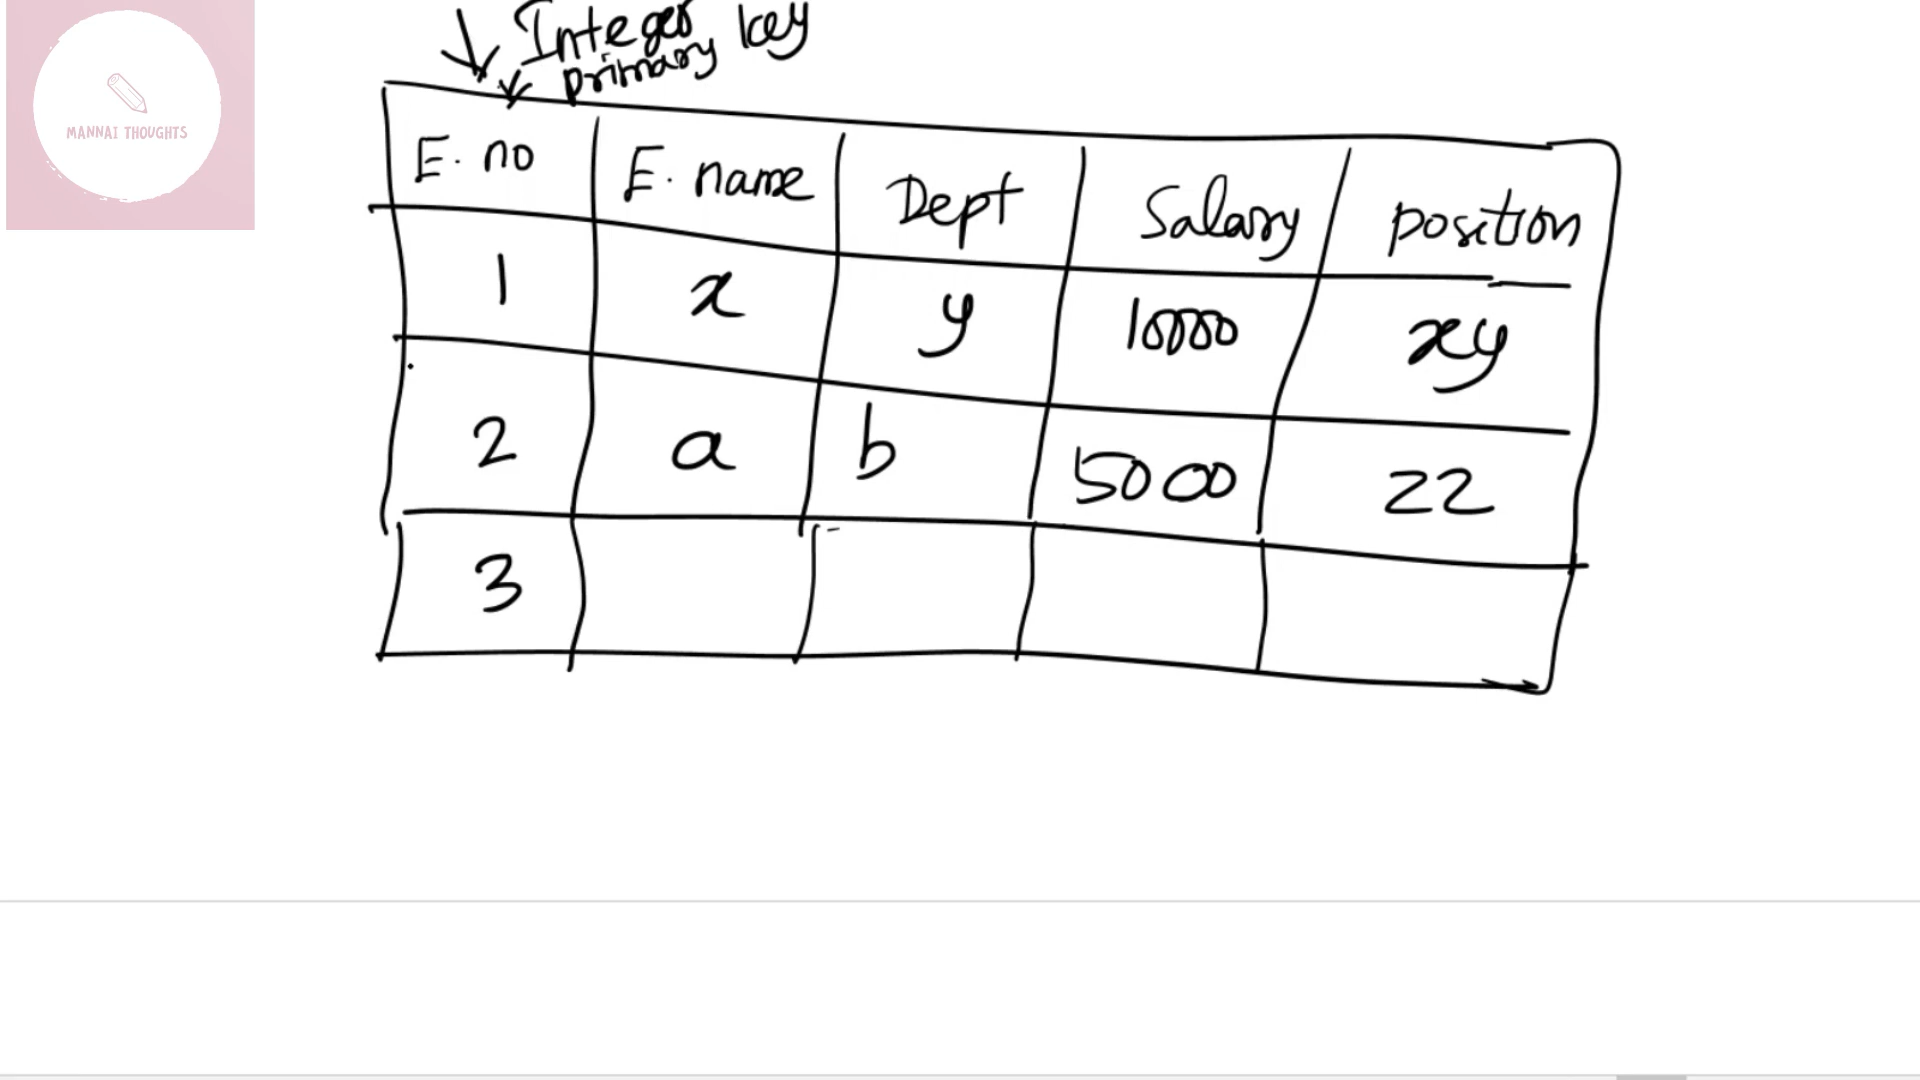 Integer key
primary
MANNAI THOUGHTS
E. no E. name Dept Salary position
1 x y 10000 xy
2 a b 5000 22
3